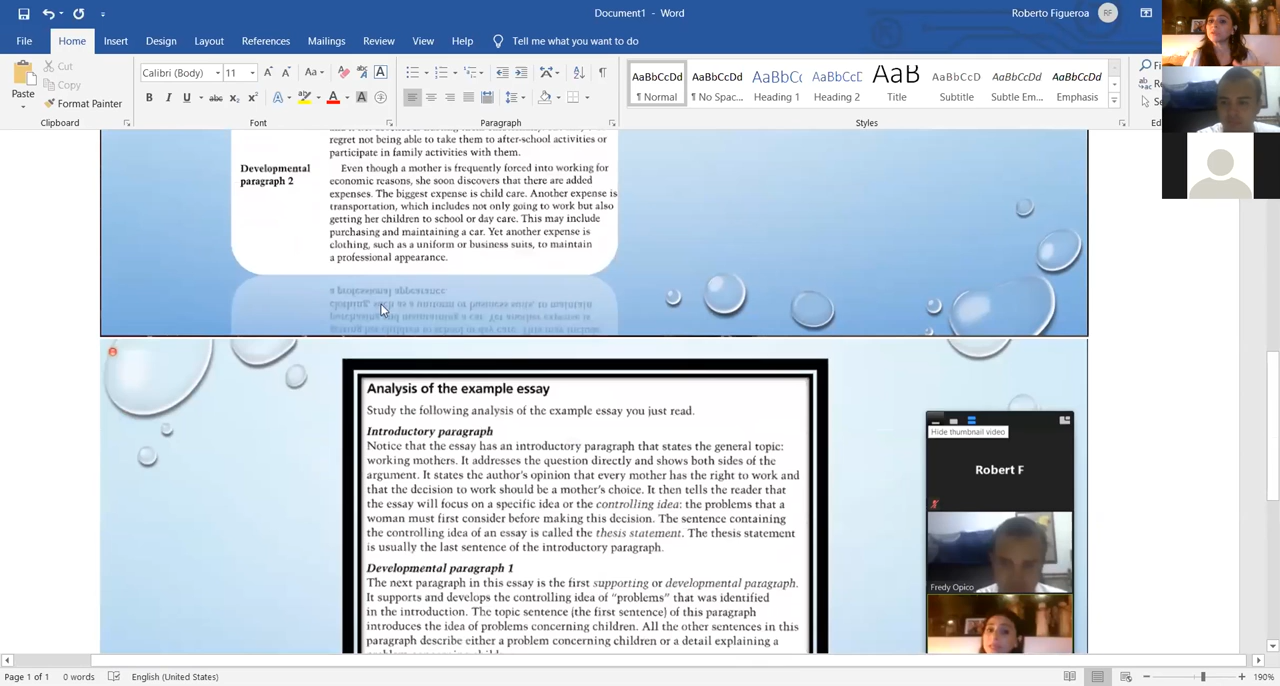 Document1 - Word
Roberto Figueroa
RF
File
Home
Insert
Design
Layout
References
Mailings
Review
View
Help
Tell me what you want to do
Paste
Cut
Copy
Format Painter
Clipboard
Calibri (Body)
11
Font
Paragraph
AaBbCcDd
¶ Normal
AaBbCcDd
¶ No Spac...
AaBbCc
Heading 1
AaBbCcD
Heading 2
AaB
Title
AaBbCcD
Subtitle
AaBbCcDd
Subtle Em...
AaBbCcDd
Emphasis
Styles
regret not being able to take them to after-school activities or
participate in family activities with them.
Developmental
paragraph 2
Even though a mother is frequently forced into working for
economic reasons, she soon discovers that there are added
expenses. The biggest expense is child care. Another expense is
transportation, which includes not only going to work but also
getting her children to school or day care. This may include
purchasing and maintaining a car. Yet another expense is
clothing, such as a uniform or business suits, to maintain
a professional appearance.
Analysis of the example essay
Study the following analysis of the example essay you just read.
Introductory paragraph
Notice that the essay has an introductory paragraph that states the general topic:
working mothers. It addresses the question directly and shows both sides of the
argument. It states the author's opinion that every mother has the right to work and
that the decision to work should be a mother's choice. It then tells the reader that
the essay will focus on a specific idea or the controlling idea: the problems that a
woman must first consider before making this decision. The sentence containing
the controlling idea of an essay is called the thesis statement. The thesis statement
is usually the last sentence of the introductory paragraph.
Developmental paragraph 1
The next paragraph in this essay is the first supporting or developmental paragraph.
It supports and develops the controlling idea of "problems" that was identified
in the introduction. The topic sentence (the first sentence) of this paragraph
introduces the idea of problems concerning children. All the other sentences in this
paragraph describe either a problem concerning children or a detail explaining a
Hide thumbnail video
Robert F
Fredy Opico
Page 1 of 1
0 words
English (United States)
190%